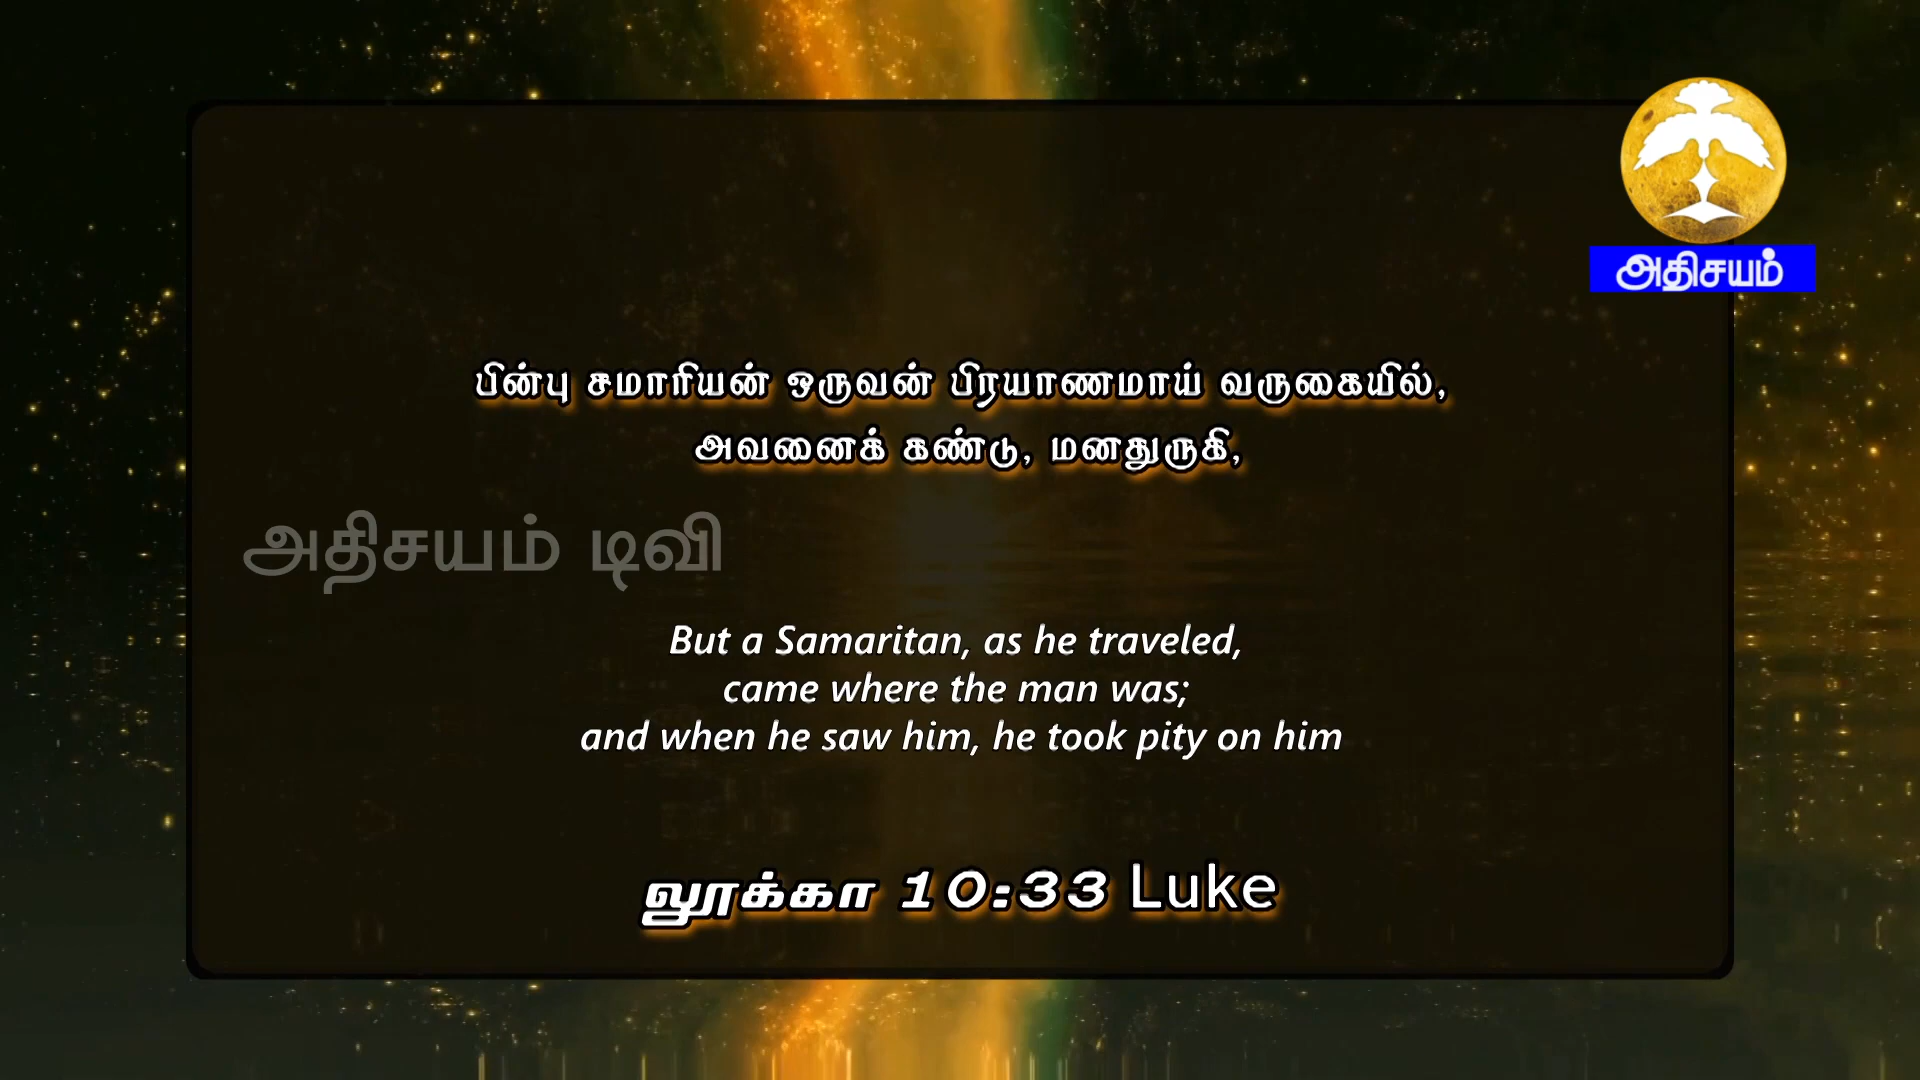 அதிசயம்
பின்பு சமாரியன் ஒருவன் பிரயாணமாய் வருகையில்,
அவனைக் கண்டு, மனதுருகி,
அதிசயம் டிவி
But a Samaritan, as he traveled,
came where the man was;
and when he saw him, he took pity on him
லூக்கா 10:33 Luke